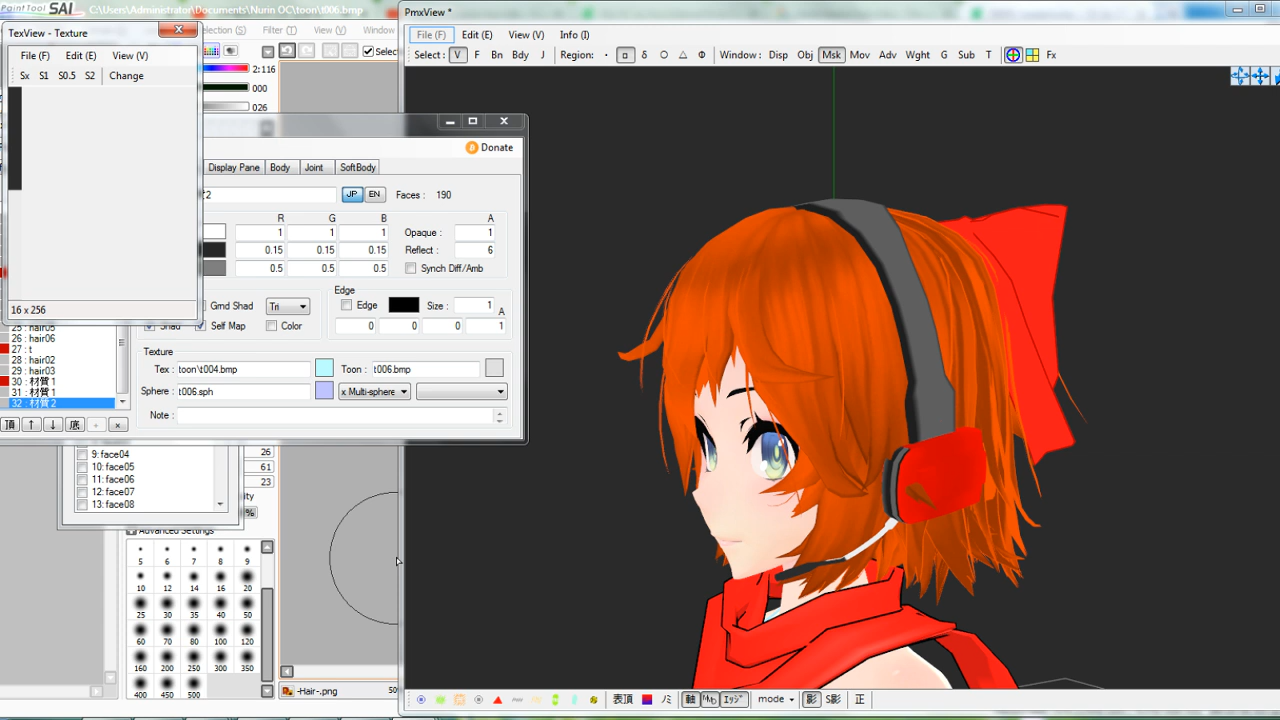 PaintTool SAI C:\Users\Administrator\Documents\Nurin OC\toon\t006.bmp
Selection (S) Filter (T) View (V) Window
Selec
2:116
000
026
TexView - Texture
File (F) Edit (E) View (V)
Sx S1 S0.5 S2 Change
16 x 256
PmxView *
File (F) Edit (E) View (V) Info (I)
Select : V F Bn Bdy J Region: Window : Disp Obj Msk Mov Adv Wght G Sub T Fx
Donate
Display Pane Body Joint SoftBody
JP EN Faces : 190
R G B A
1 1 1 Opaque : 1
0.15 0.15 0.15 Reflect : 6
0.5 0.5 0.5 Synch Diff/Amb
Edge
Grnd Shad Tri Edge Size : 1
A
Shad Self Map Color 0 0 0 1
Texture
Tex : toon\t004.bmp Toon : t006.bmp
Sphere : t006.sph x Multi-sphere
Note :
25 : hair05
26 : hair06
27 : t
28 : hair02
29 : hair03
30 : 材質1
31 : 材質1
32 : 材質2
頂 ↑ ↓ 底 + ×
9: face04
10: face05
11: face06
12: face07
13: face08
26
61
23
%
Advanced Settings
5 6 7 8 9
10 12 14 16 20
25 30 35 40 50
60 70 80 100 120
160 200 250 300 350
400 450 500
-Hair-.png 50
表頂 軸 エッジ mode 影 S影 正